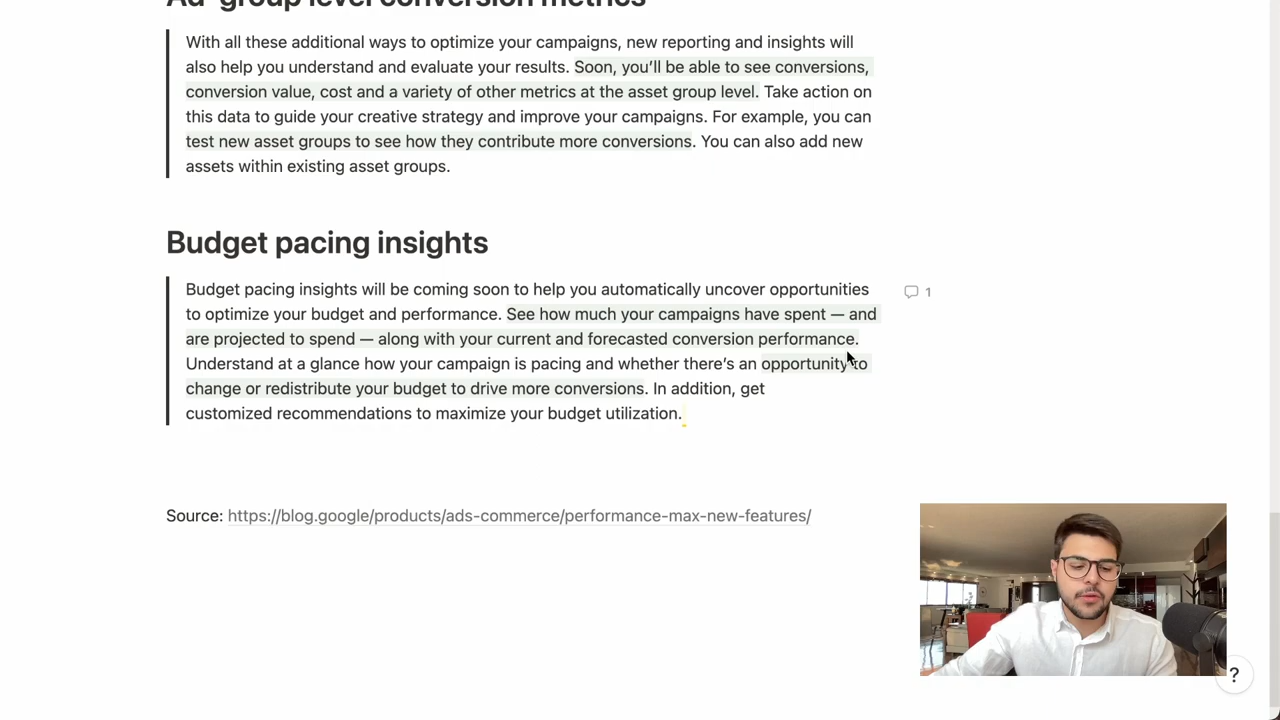 Ad-group level conversion metrics
With all these additional ways to optimize your campaigns, new reporting and insights will
also help you understand and evaluate your results. Soon, you’ll be able to see conversions,
conversion value, cost and a variety of other metrics at the asset group level. Take action on
this data to guide your creative strategy and improve your campaigns. For example, you can
test new asset groups to see how they contribute more conversions. You can also add new
assets within existing asset groups.
Budget pacing insights
Budget pacing insights will be coming soon to help you automatically uncover opportunities
to optimize your budget and performance. See how much your campaigns have spent — and
are projected to spend — along with your current and forecasted conversion performance.
Understand at a glance how your campaign is pacing and whether there’s an opportunity to
change or redistribute your budget to drive more conversions. In addition, get
customized recommendations to maximize your budget utilization.
1
Source: https://blog.google/products/ads-commerce/performance-max-new-features/
?